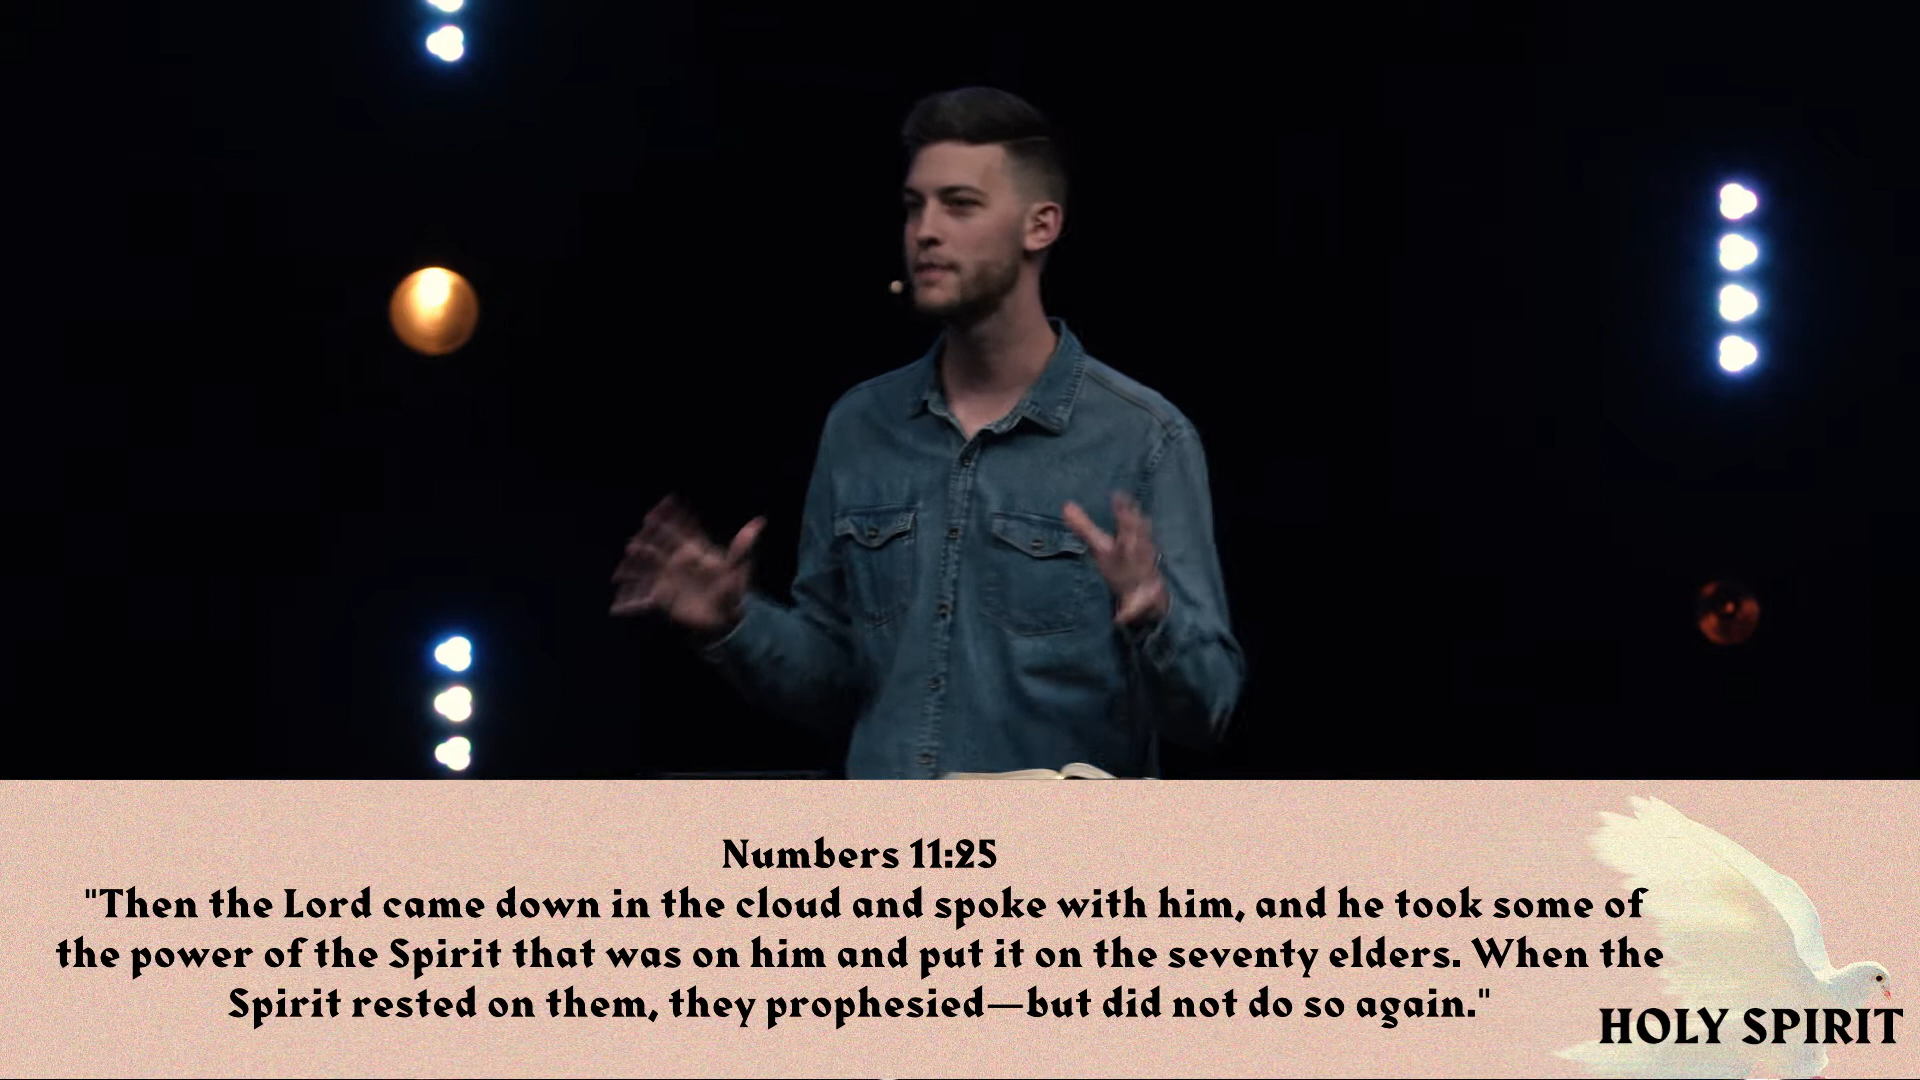 Numbers 11:25
"Then the Lord came down in the cloud and spoke with him, and he took some of
the power of the Spirit that was on him and put it on the seventy elders. When the
Spirit rested on them, they prophesied—but did not do so again."
HOLY SPIRIT